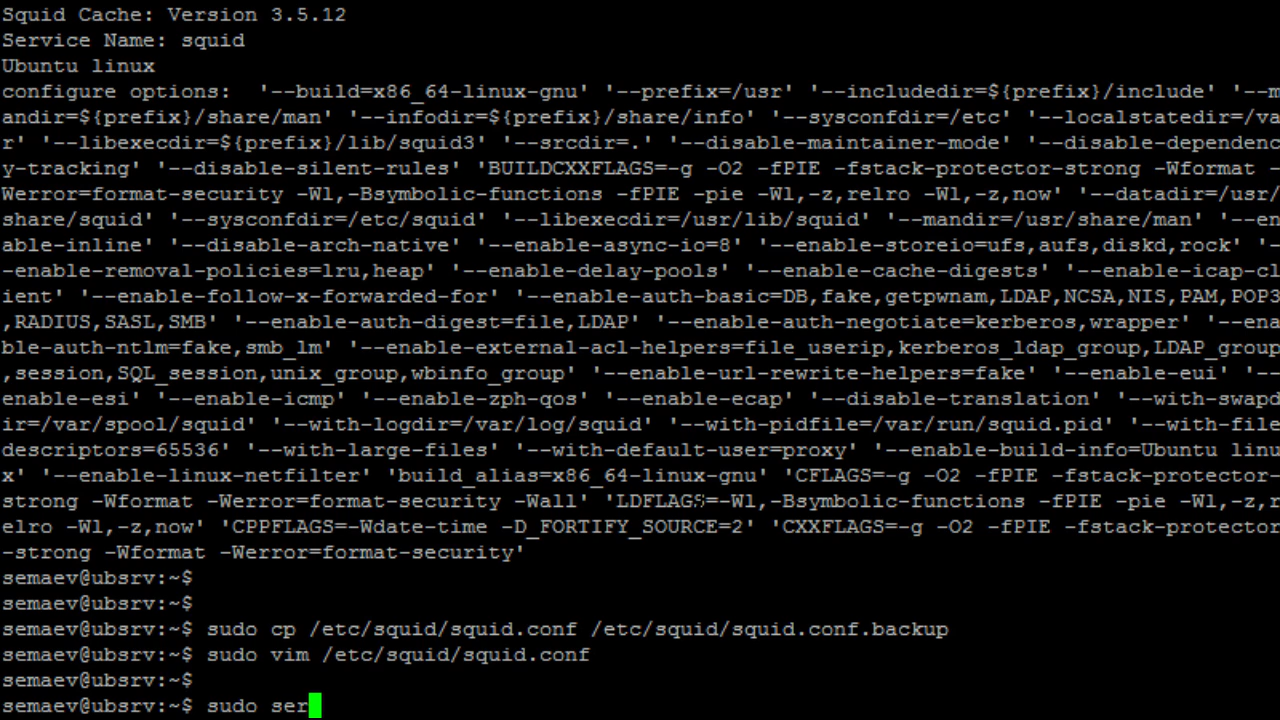 Squid Cache: Version 3.5.12
Service Name: squid
Ubuntu linux
configure options:  '--build=x86_64-linux-gnu' '--prefix=/usr' '--includedir=${prefix}/include' '--m
andir=${prefix}/share/man' '--infodir=${prefix}/share/info' '--sysconfdir=/etc' '--localstatedir=/va
r' '--libexecdir=${prefix}/lib/squid3' '--srcdir=.' '--disable-maintainer-mode' '--disable-dependenc
y-tracking' '--disable-silent-rules' 'BUILDCXXFLAGS=-g -O2 -fPIE -fstack-protector-strong -Wformat -
Werror=format-security -Wl,-Bsymbolic-functions -fPIE -pie -Wl,-z,relro -Wl,-z,now' '--datadir=/usr/
share/squid' '--sysconfdir=/etc/squid' '--libexecdir=/usr/lib/squid' '--mandir=/usr/share/man' '--en
able-inline' '--disable-arch-native' '--enable-async-io=8' '--enable-storeio=ufs,aufs,diskd,rock' '-
-enable-removal-policies=lru,heap' '--enable-delay-pools' '--enable-cache-digests' '--enable-icap-cl
ient' '--enable-follow-x-forwarded-for' '--enable-auth-basic=DB,fake,getpwnam,LDAP,NCSA,NIS,PAM,POP3
,RADIUS,SASL,SMB' '--enable-auth-digest=file,LDAP' '--enable-auth-negotiate=kerberos,wrapper' '--ena
ble-auth-ntlm=fake,smb_lm' '--enable-external-acl-helpers=file_userip,kerberos_ldap_group,LDAP_group
,session,SQL_session,unix_group,wbinfo_group' '--enable-url-rewrite-helpers=fake' '--enable-eui' '--
enable-esi' '--enable-icmp' '--enable-zph-qos' '--enable-ecap' '--disable-translation' '--with-swapd
ir=/var/spool/squid' '--with-logdir=/var/log/squid' '--with-pidfile=/var/run/squid.pid' '--with-file
descriptors=65536' '--with-large-files' '--with-default-user=proxy' '--enable-build-info=Ubuntu linu
x' '--enable-linux-netfilter' 'build_alias=x86_64-linux-gnu' 'CFLAGS=-g -O2 -fPIE -fstack-protector-
strong -Wformat -Werror=format-security -Wall' 'LDFLAGS=-Wl,-Bsymbolic-functions -fPIE -pie -Wl,-z,r
elro -Wl,-z,now' 'CPPFLAGS=-Wdate-time -D_FORTIFY_SOURCE=2' 'CXXFLAGS=-g -O2 -fPIE -fstack-protector
-strong -Wformat -Werror=format-security'
semaev@ubsrv:~$
semaev@ubsrv:~$
semaev@ubsrv:~$ sudo cp /etc/squid/squid.conf /etc/squid/squid.conf.backup
semaev@ubsrv:~$ sudo vim /etc/squid/squid.conf
semaev@ubsrv:~$
semaev@ubsrv:~$ sudo ser